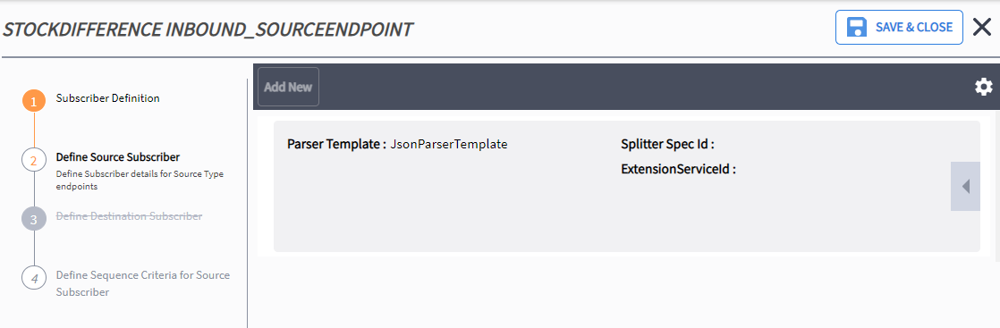 STOCKDIFFERENCE INBOUND_SOURCEENDPOINT
SAVE & CLOSE
1
Subscriber Definition
2
Define Source Subscriber
Define Subscriber details for Source Type
endpoints
3
Define Destination Subscriber
4
Define Sequence Criteria for Source
Subscriber
Add New
Parser Template : JsonParserTemplate
Splitter Spec Id :
ExtensionServiceId :